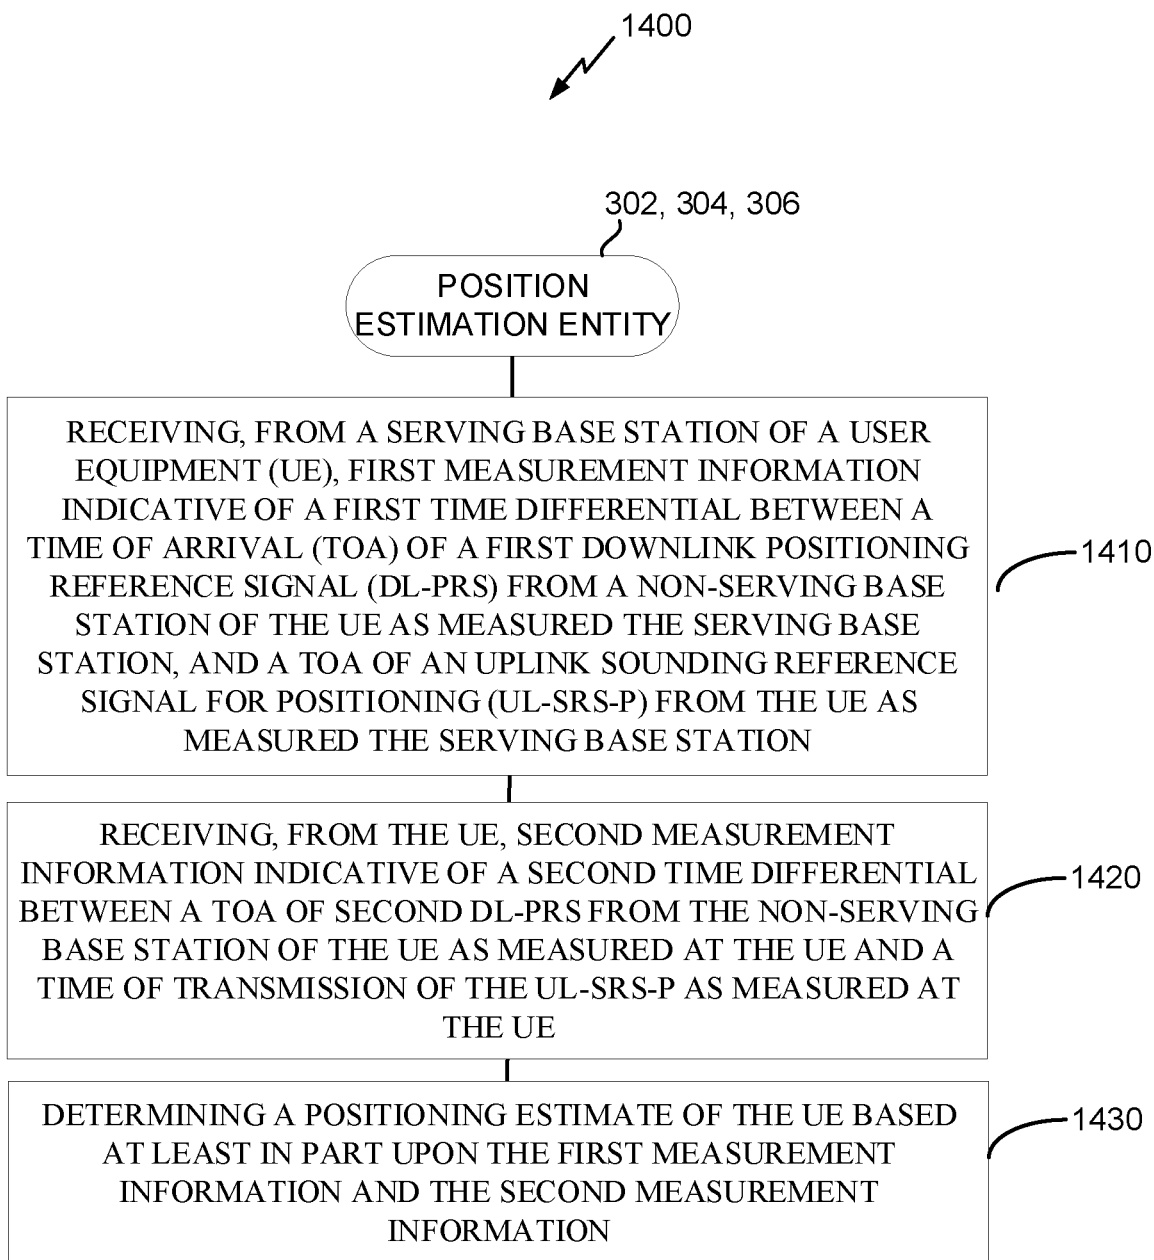 1400
302, 304, 306
POSITION
ESTIMATION ENTITY
RECEIVING, FROM A SERVING BASE STATION OF A USER
EQUIPMENT (UE), FIRST MEASUREMENT INFORMATION
INDICATIVE OF A FIRST TIME DIFFERENTIAL BETWEEN A
TIME OF ARRIVAL (TOA) OF A FIRST DOWNLINK POSITIONING
REFERENCE SIGNAL (DL-PRS) FROM A NON-SERVING BASE
STATION OF THE UE AS MEASURED THE SERVING BASE
STATION, AND A TOA OF AN UPLINK SOUNDING REFERENCE
SIGNAL FOR POSITIONING (UL-SRS-P) FROM THE UE AS
MEASURED THE SERVING BASE STATION
1410
RECEIVING, FROM THE UE, SECOND MEASUREMENT
INFORMATION INDICATIVE OF A SECOND TIME DIFFERENTIAL
BETWEEN A TOA OF SECOND DL-PRS FROM THE NON-SERVING
BASE STATION OF THE UE AS MEASURED AT THE UE AND A
TIME OF TRANSMISSION OF THE UL-SRS-P AS MEASURED AT
THE UE
1420
DETERMINING A POSITIONING ESTIMATE OF THE UE BASED
AT LEAST IN PART UPON THE FIRST MEASUREMENT
INFORMATION AND THE SECOND MEASUREMENT
INFORMATION
1430